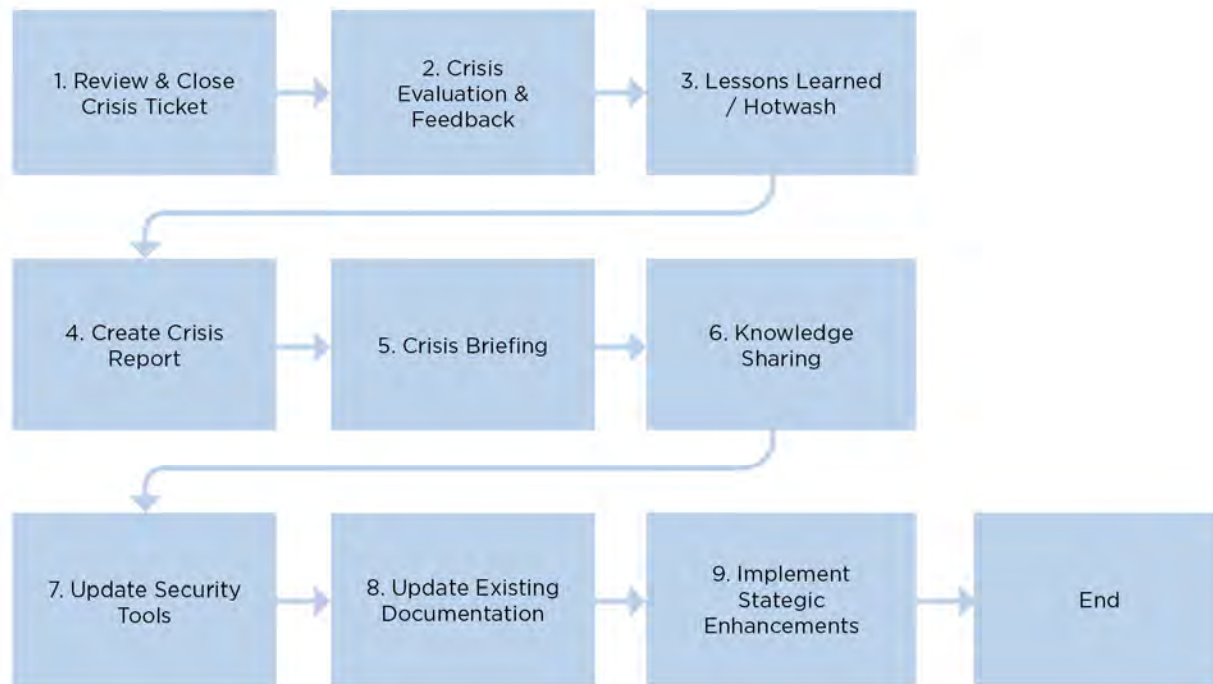 1. Review & Close
Crisis Ticket
2. Crisis
Evaluation &
Feedback
3. Lessons Learned
/ Hotwash
4. Create Crisis
Report
5. Crisis Briefing
6. Knowledge
Sharing
7. Update Security
Tools
8. Update Existing
Documentation
9. Implement
Stategic
Enhancements
End